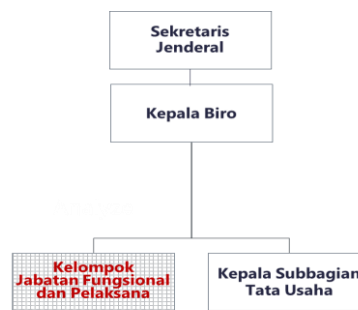 Sekretaris
Jenderal
Kepala Biro
Kelompok
Jabatan Fungsional
dan Pelaksana
Kepala Subbagian
Tata Usaha